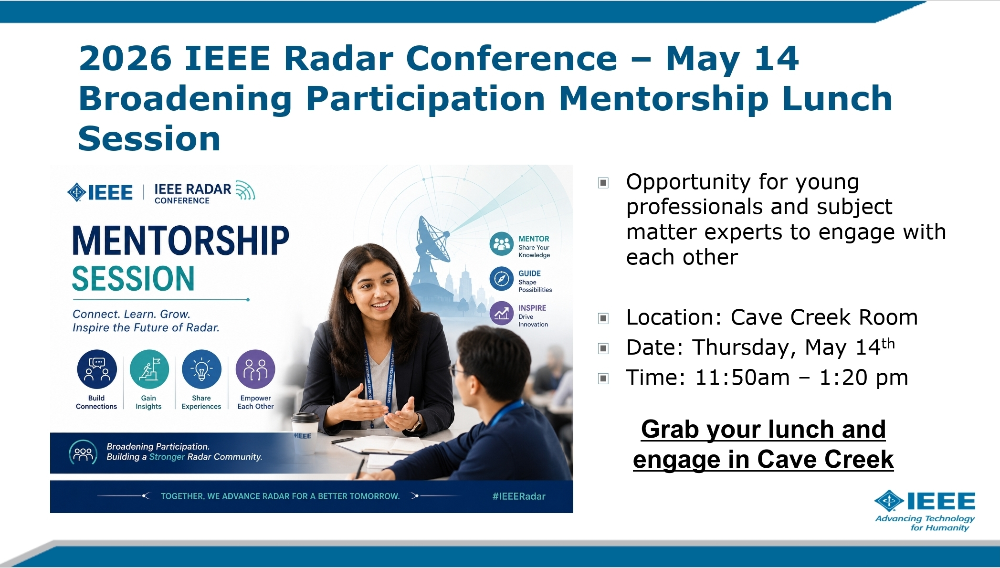 2026 IEEE Radar Conference – May 14
Broadening Participation Mentorship Lunch
Session
IEEE
IEEE RADAR
CONFERENCE
MENTORSHIP
SESSION
Connect. Learn. Grow.
Inspire the Future of Radar.
Build
Connections
Gain
Insights
Share
Experiences
Empower
Each Other
MENTOR
Share Your
Knowledge
GUIDE
Shape
Possibilities
INSPIRE
Drive
Innovation
IEEE
Broadening Participation.
Building a Stronger Radar Community.
TOGETHER, WE ADVANCE RADAR FOR A BETTER TOMORROW.
#IEEERadar
Opportunity for young
professionals and subject
matter experts to engage with
each other
Location: Cave Creek Room
Date: Thursday, May 14th
Time: 11:50am – 1:20 pm
Grab your lunch and
engage in Cave Creek
IEEE
Advancing Technology
for Humanity